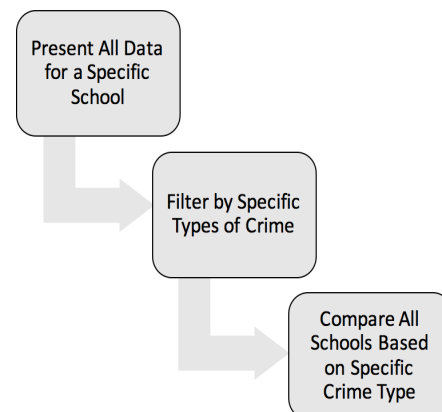 Present All Data
for a Specific
School
Filter by Specific
Types of Crime
Compare All
Schools Based
on Specific
Crime Type